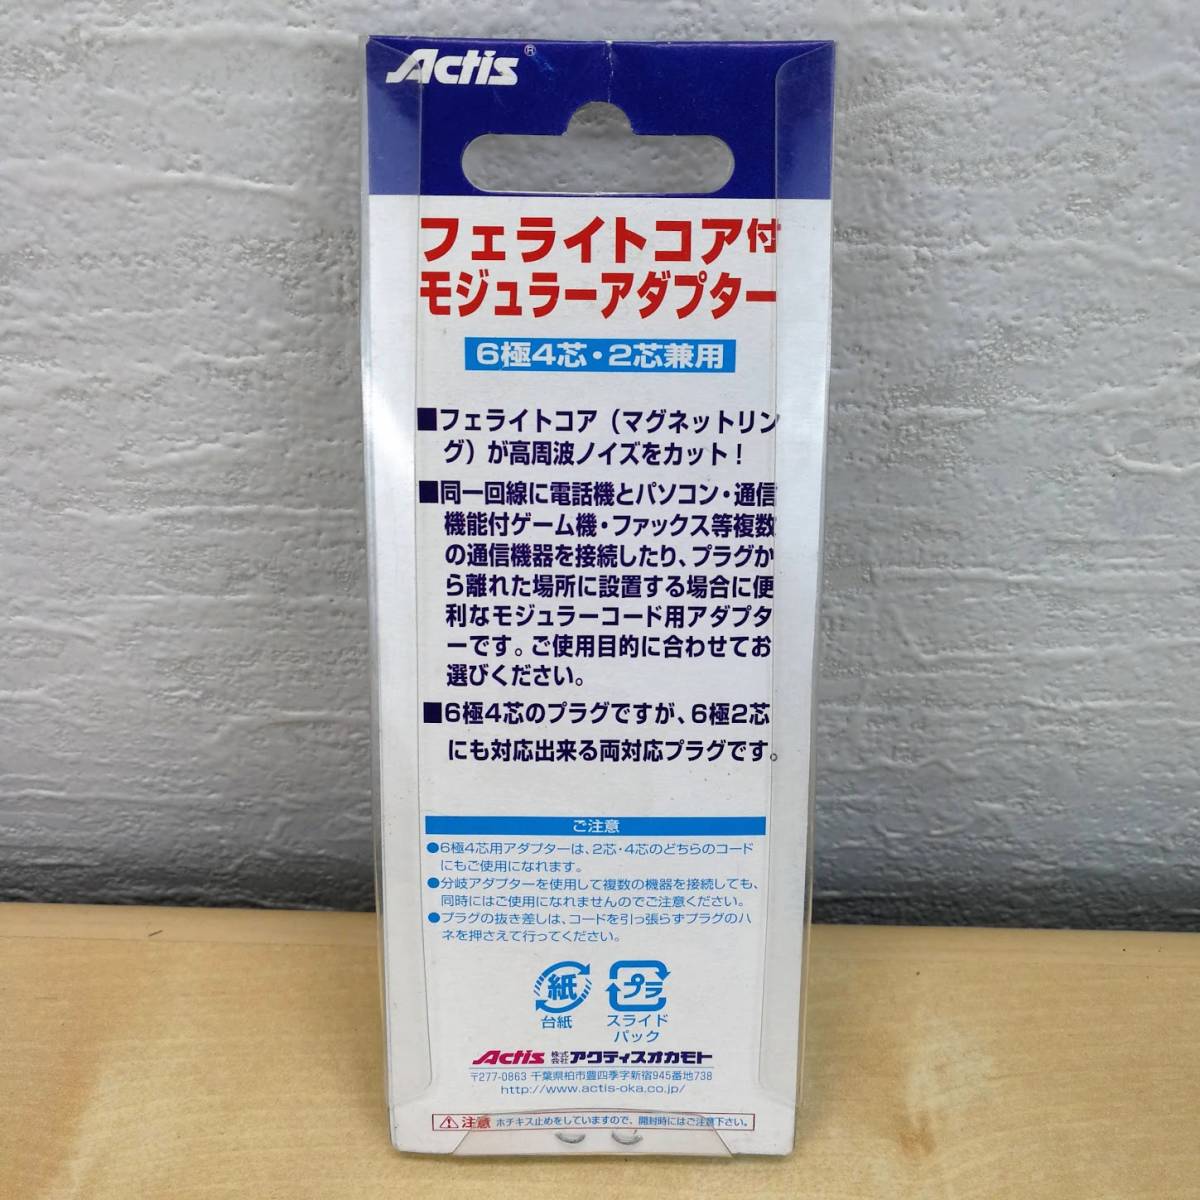 Actis®
フェライトコア付
モジュラーアダプター
6極4芯・2芯兼用
■フェライトコア（マグネットリン
グ）が高周波ノイズをカット！
■同一回線に電話機とパソコン・通信
機能付ゲーム機・ファックス等複数
の通信機器を接続したり、プラグか
ら離れた場所に設置する場合に便
利なモジュラーコード用アダプタ
ーです。ご使用目的に合わせてお
選びください。
■6極4芯のプラグですが、6極2芯
にも対応出来る両対応プラグです。
ご注意
●6極4芯用アダプターは、2芯・4芯のどちらのコード
にもご使用になれます。
●分岐アダプターを使用して複数の機器を接続しても、
同時にはご使用になれませんのでご注意ください。
●プラグの抜き差しは、コードを引っ張らずプラグのハ
ネを押さえて行ってください。
紙 プラ
台紙 スライド
パック
Actis 株式会社アクティスオカモト
〒277-0863 千葉県柏市豊四季字新宿945番地738
http://www.actis-oka.co.jp/
⚠注意 ホチキス止めをしていますので、開封時にはご注意下さい。